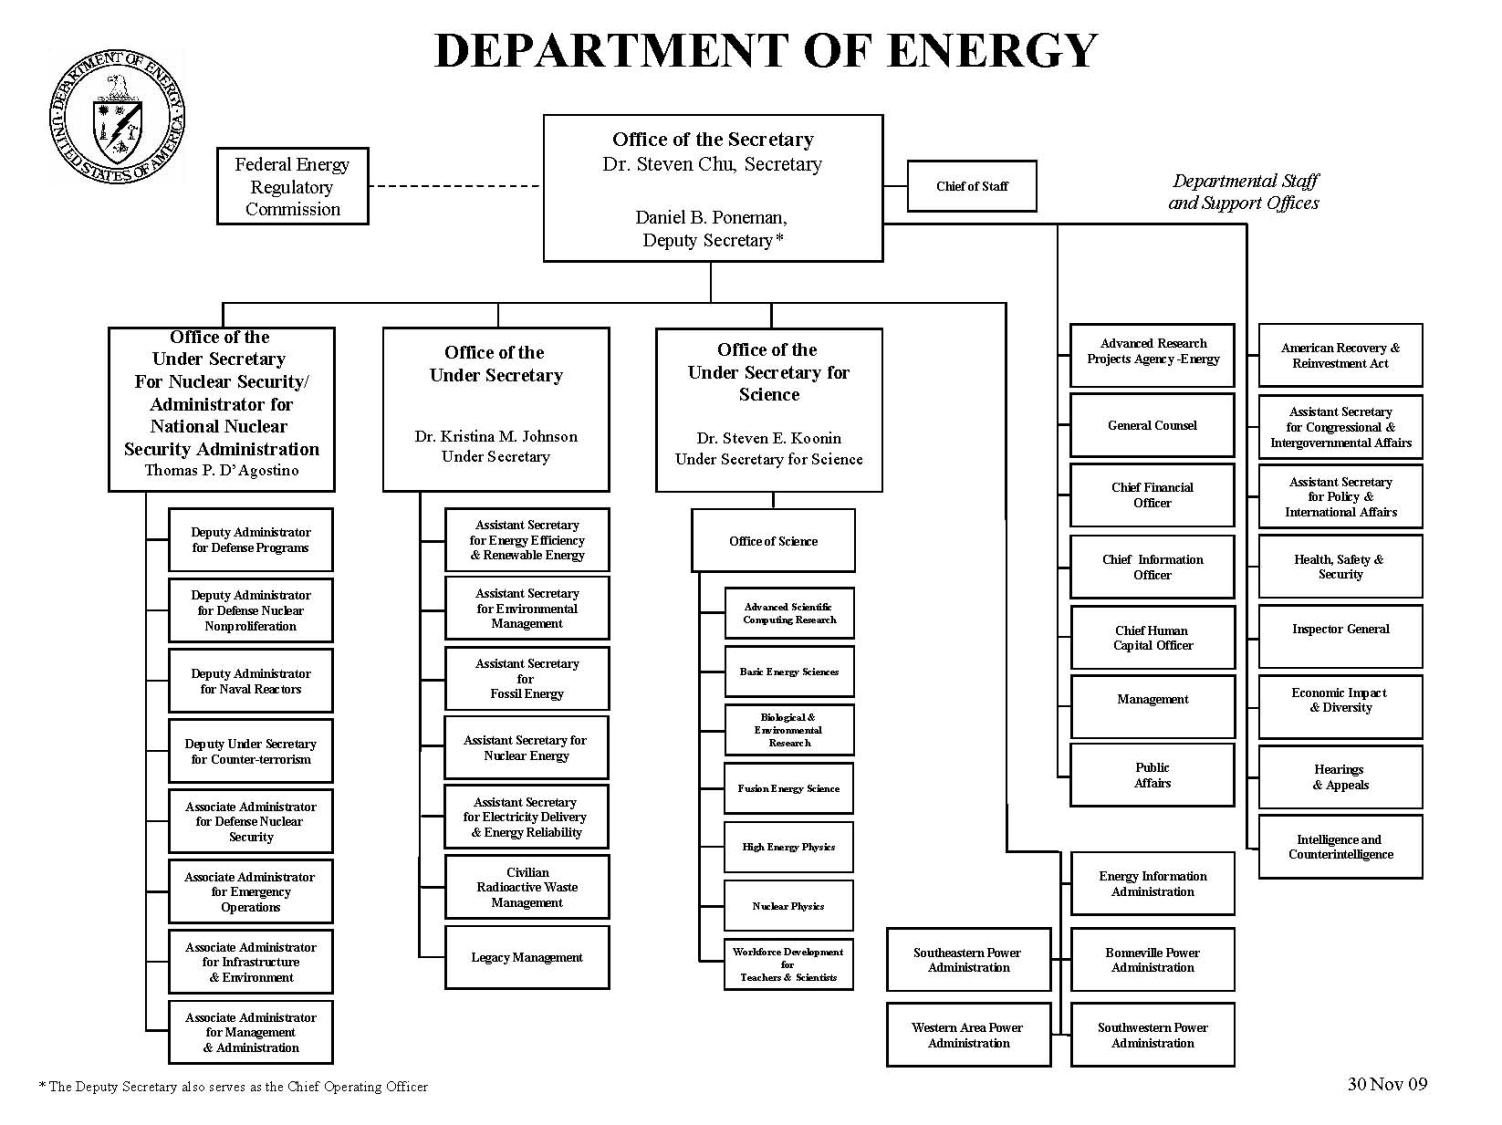 DEPARTMENT OF ENERGY
DEPARTMENT OF ENERGY
UNITED STATES OF AMERICA
Office of the Secretary
Dr. Steven Chu, Secretary
Daniel B. Poneman,
Deputy Secretary*
Federal Energy
Regulatory
Commission
Chief of Staff
Departmental Staff
and Support Offices
Office of the
Under Secretary
For Nuclear Security/
Administrator for
National Nuclear
Security Administration
Thomas P. D'Agostino
Deputy Administrator
for Defense Programs
Deputy Administrator
for Defense Nuclear
Nonproliferation
Deputy Administrator
for Naval Reactors
Deputy Under Secretary
for Counter-terrorism
Associate Administrator
for Defense Nuclear
Security
Associate Administrator
for Emergency
Operations
Associate Administrator
for Infrastructure
& Environment
Associate Administrator
for Management
& Administration
Office of the
Under Secretary
Dr. Kristina M. Johnson
Under Secretary
Assistant Secretary
for Energy Efficiency
& Renewable Energy
Assistant Secretary
for Environmental
Management
Assistant Secretary
for
Fossil Energy
Assistant Secretary for
Nuclear Energy
Assistant Secretary
for Electricity Delivery
& Energy Reliability
Civilian
Radioactive Waste
Management
Legacy Management
Office of the
Under Secretary for
Science
Dr. Steven E. Koonin
Under Secretary for Science
Office of Science
Advanced Scientific
Computing Research
Basic Energy Sciences
Biological &
Environmental
Research
Fusion Energy Science
High Energy Physics
Nuclear Physics
Workforce Development
for
Teachers & Scientists
Advanced Research
Projects Agency -Energy
General Counsel
Chief Financial
Officer
Chief Information
Officer
Chief Human
Capital Officer
Management
Public
Affairs
American Recovery &
Reinvestment Act
Assistant Secretary
for Congressional &
Intergovernmental Affairs
Assistant Secretary
for Policy &
International Affairs
Health, Safety &
Security
Inspector General
Economic Impact
& Diversity
Hearings
& Appeals
Intelligence and
Counterintelligence
Energy Information
Administration
Southeastern Power
Administration
Bonneville Power
Administration
Western Area Power
Administration
Southwestern Power
Administration
* The Deputy Secretary also serves as the Chief Operating Officer
30 Nov 09